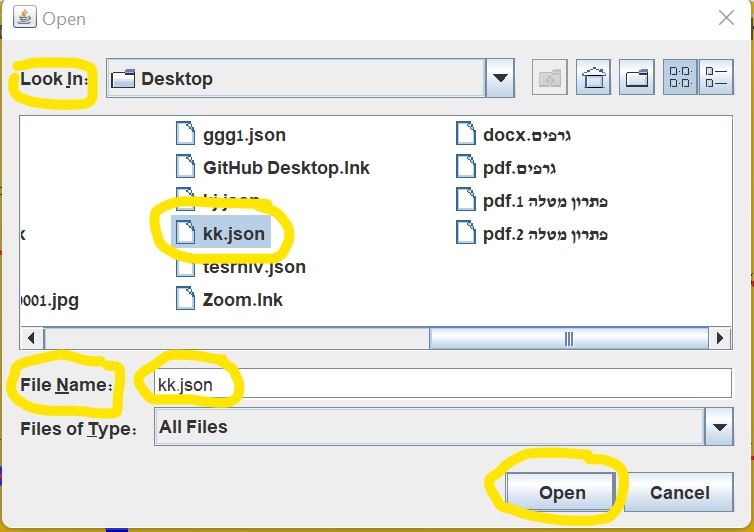 Open
Look In:
Desktop
ggg1.json
GitHub Desktop.lnk
kj.json
kk.json
tesrhiv.json
Zoom.lnk
גרפים.docx
גרפים.pdf
פתרון מטלה 1.pdf
פתרון מטלה 2.pdf
x
0001.jpg
File Name:
kk.json
Files of Type:
All Files
Open
Cancel